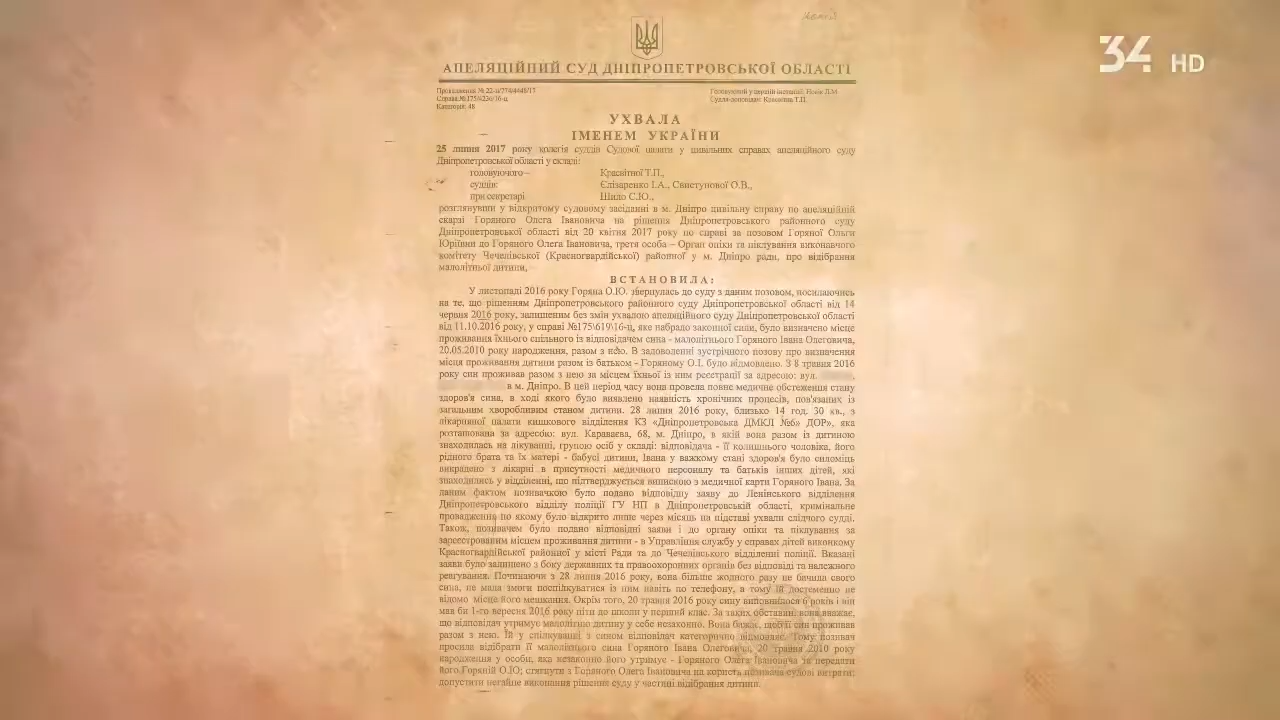 34 HD
АПЕЛЯЦІЙНИЙ СУД ДНІПРОПЕТРОВСЬКОЇ ОБЛАСТІ
Провадження № 22-ц/774/4448/17
Справа №
Категорія: 48
Головуючий у першій інстанції:
Суддя-доповідач: Красвітна Т.П.
УХВАЛА
ІМЕНЕМ УКРАЇНИ
25 липня 2017 року колегія суддів Судової палати у цивільних справах апеляційного суду
Дніпропетровської області у складі:
головуючого – Красвітної Т.П.,
суддів: Єлізаренко І.А., Свистунової О.В.,
при секретарі Шило С.Ю.,
розглянувши у відкритому судовому засіданні в м. Дніпро цивільну справу по апеляційній
скарзі Горяного Олега Івановича на рішення Дніпропетровського районного суду
Дніпропетровської області від 20 квітня 2017 року по справі за позовом Горяної Ольги
Юріївни до Горяного Олега Івановича, третя особа – Орган опіки та піклування виконавчого
комітету Чечелівської (Красногвардійської) районної у м. Дніпро ради, про відібрання
малолітньої дитини,
ВСТАНОВИЛА:
У листопаді 2016 року Горяна О.Ю. звернулась до суду з даним позовом, посилаючись
на те, що рішенням Дніпропетровського районного суду Дніпропетровської області від 14
червня 2016 року, залишеним без змін ухвалою апеляційного суду Дніпропетровської області
від 11.10.2016 року, у справі №175\619\16-ц, яке набрало законної сили, було визначено місце
проживання їхнього спільного із відповідачем сина - малолітнього Горяного Івана Олеговича,
20.05.2010 року народження, разом з нею. В задоволенні зустрічного позову про визначення
місця проживання дитини разом із батьком - Горяному О.І. було відмовлено. З 8 травня 2016
року син проживав разом з нею за місцем їхньої із ним реєстрації за адресою: вул.
в м. Дніпро. В цей період часу вона провела повне медичне обстеження стану
здоров'я сина, в ході якого було виявлено наявність хронічних процесів, пов'язаних із
загальним хворобливим станом дитини. 28 липня 2016 року, близько 14 год. 30 хв., з
лікарняної палати кишкового відділення КЗ «Дніпропетровська ДМКЛ №6» ДОР», яка
розташована за адресою: вул. Караваєва, 68, м. Дніпро, в якій вона разом із дитиною
знаходилась на лікуванні, групою осіб у складі: відповідача - її колишнього чоловіка, його
рідного брата та їх матері - бабусі дитини, Івана у важкому стані здоров'я було силоміць
викрадено з лікарні в присутності медичного персоналу та батьків інших дітей, які
знаходились у відділенні, що підтверджується випискою з медичної карти Горяного Івана. За
даним фактом позивачкою було подано відповідну заяву до Ленінського відділення
Дніпропетровського відділу поліції ГУ НП в Дніпропетровській області, кримінальне
провадження по якому було відкрито лише через місяць на підставі ухвали слідчого судді.
Також, позивачем було подано відповідні заяви і до органу опіки та піклування за
зареєстрованим місцем проживання дитини - в Управління службу у справах дітей виконкому
Красногвардійської районної у місті Ради та до Чечелівського відділенні поліції. Вказані
заяви було залишено з боку державних та правоохоронних органів без відповіді та належного
реагування. Починаючи з 28 липня 2016 року, вона більше жодного разу не бачила свого
сина, не мала змоги поспілкуватися із ним навіть по телефону, а тому їй достеменно не
відомо місце його мешкання. Окрім того, 20 травня 2016 року сину виповнилося 6 років і він
мав би 1-го вересня 2016 року піти до школи у перший клас. За таких обставин, вона вважає,
що відповідач утримує малолітню дитину у себе незаконно. Вона бажає, щоб її син проживав
разом з нею. Їй у спілкуванні з сином відповідач категорично відмовляє. Тому позивач
просила відібрати її малолітнього сина Горяного Івана Олеговича, 20 травня 2010 року
народження у особи, яка незаконно його утримує - Горяного Олега Івановича та передати
його Горяній О.Ю; стягнути з Горяного Олега Івановича на користь позивача судові витрати;
допустити негайне виконання рішення суду у частині відібрання дитини.